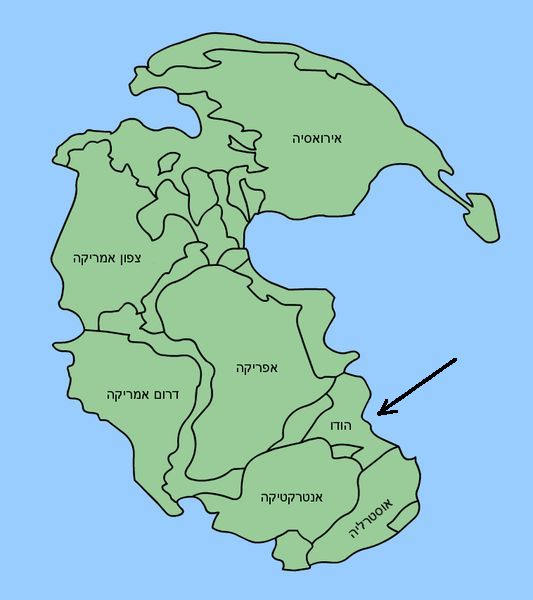 אירואסיה
צפון אמריקה
אפריקה
דרום אמריקה
הודו
אנטרקטיקה
אוסטרליה